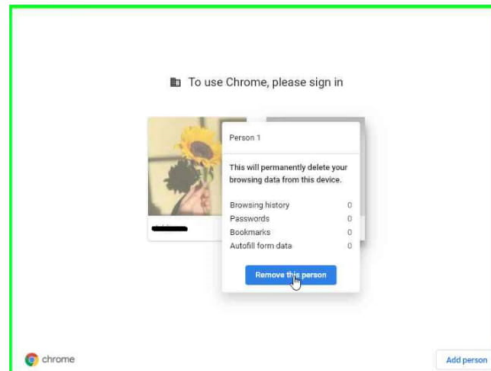 To use Chrome, please sign in
Person 1
This will permanently delete your
browsing data from this device.
Browsing history 0
Passwords 0
Bookmarks 0
Autofill form data 0
Remove this person
chrome
Add person